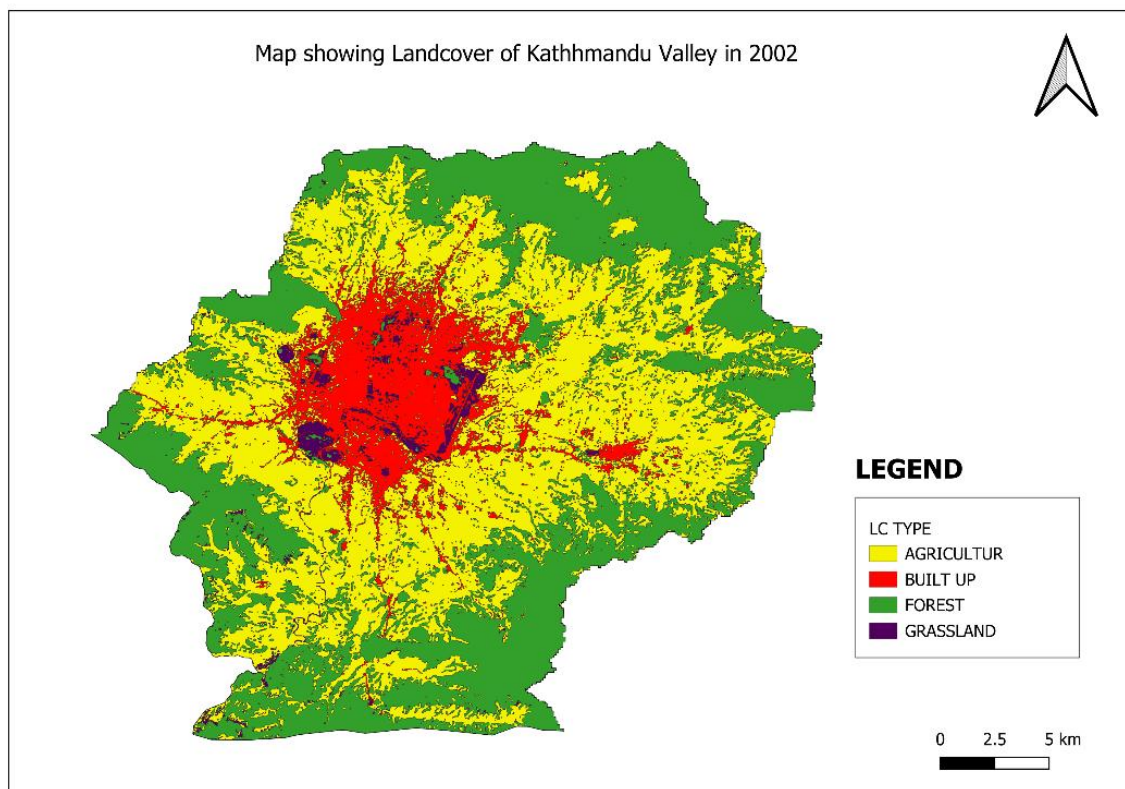 Map showing Landcover of Kathhmandu Valley in 2002
LEGEND
LC TYPE
AGRICULTUR
BUILT UP
FOREST
GRASSLAND
0 2.5 5 km